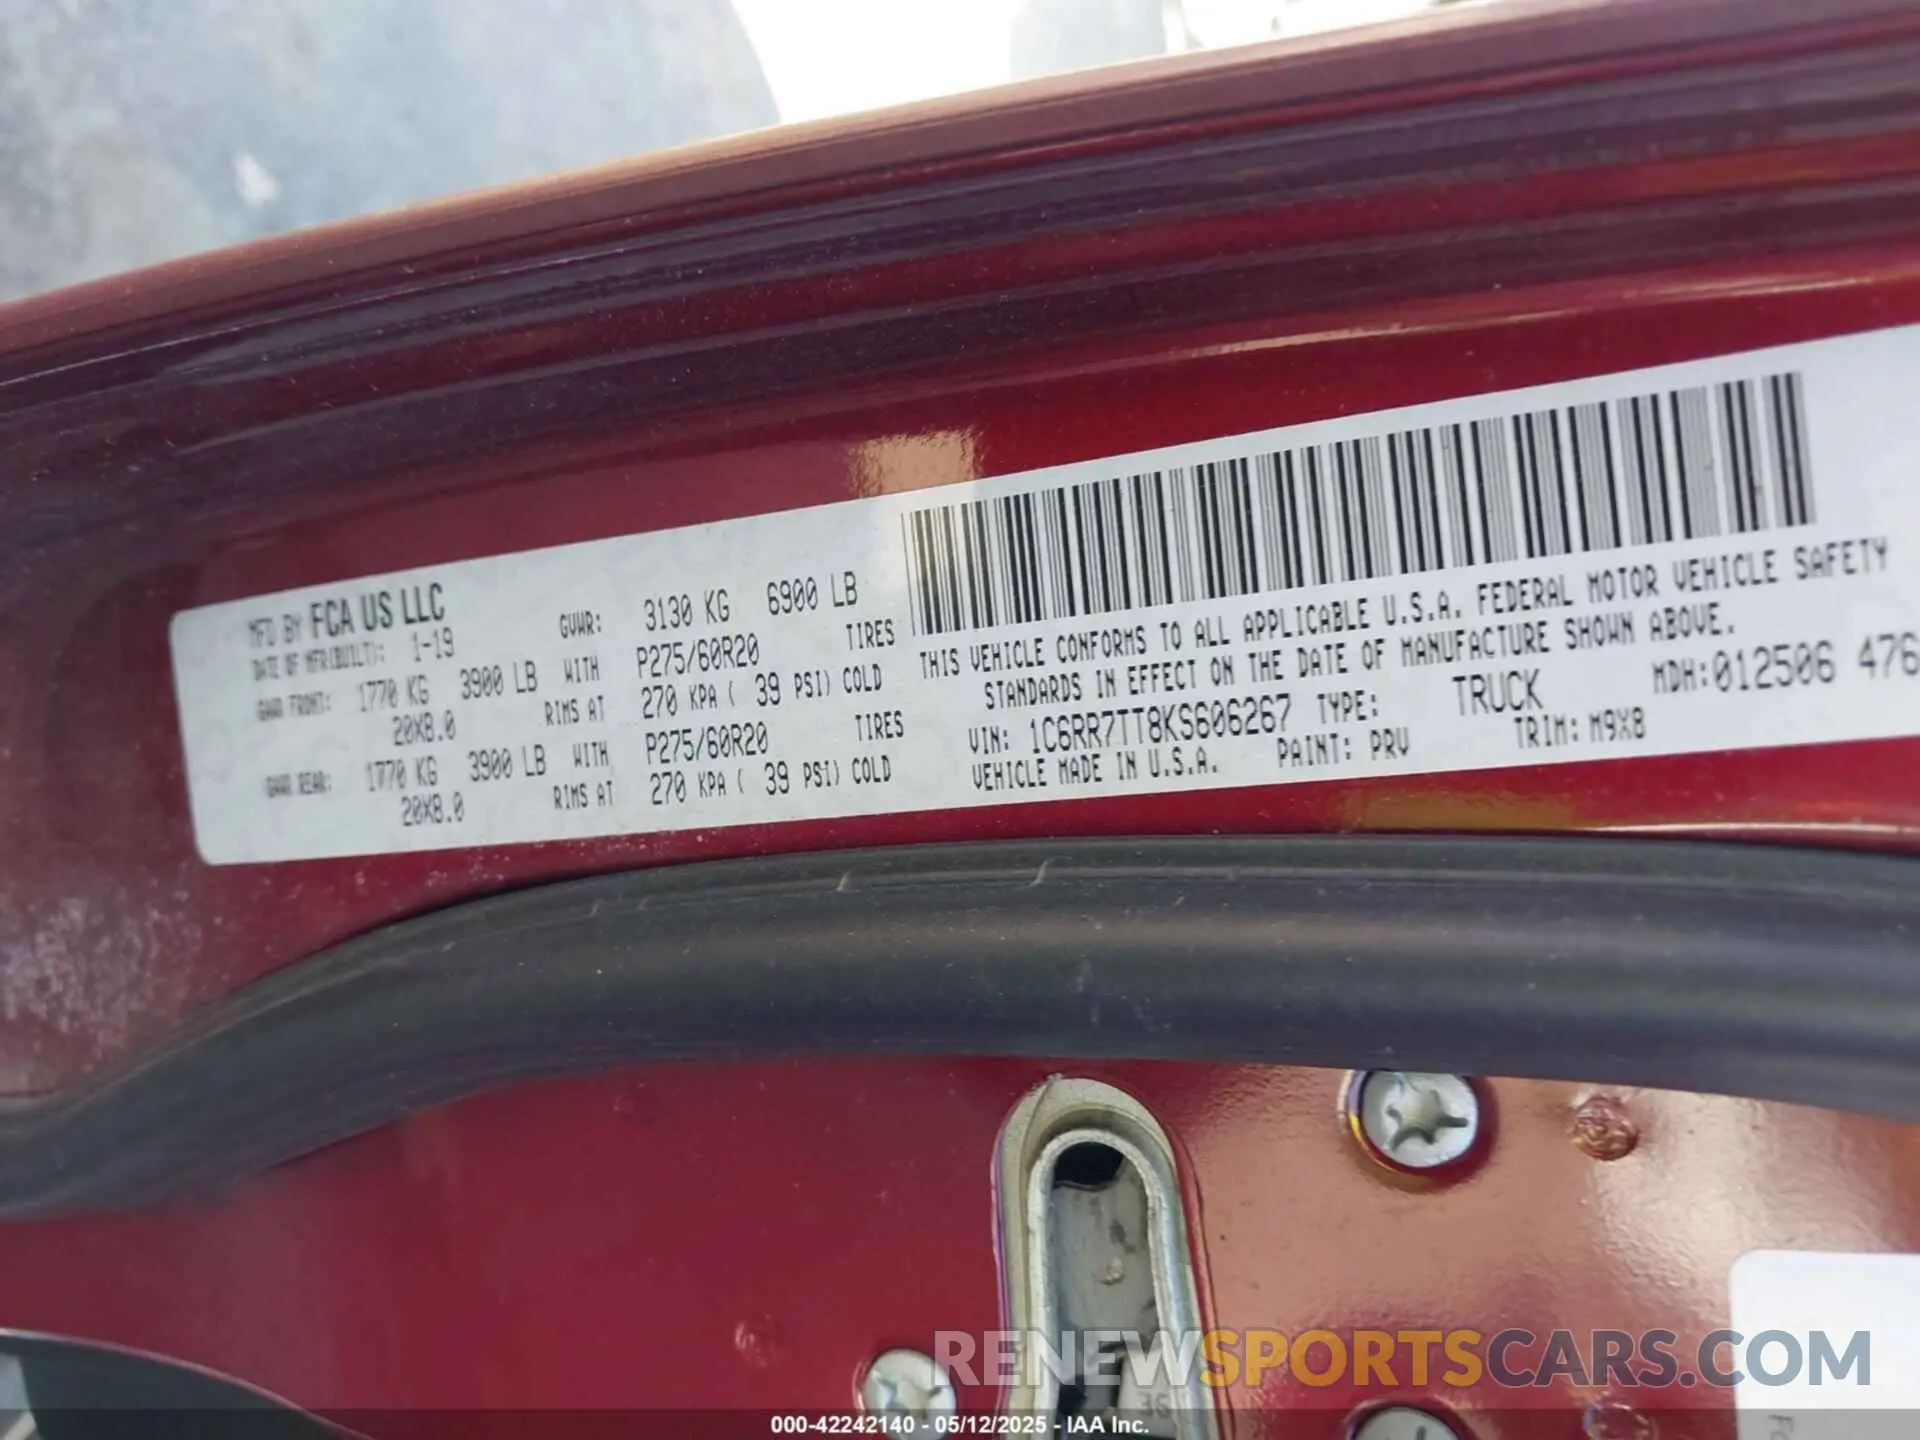 MFD BY FCA US LLC
DATE OF MFR(BUILT): 1-19 GVWR: 3130 KG 6900 LB
GAWR FRONT: 1770 KG 3900 LB WITH P275/60R20 TIRES
20X8.0 RIMS AT 270 KPA ( 39 PSI) COLD
GAWR REAR: 1770 KG 3900 LB WITH P275/60R20 TIRES
20X8.0 RIMS AT 270 KPA ( 39 PSI) COLD
THIS VEHICLE CONFORMS TO ALL APPLICABLE U.S.A. FEDERAL MOTOR VEHICLE SAFETY
STANDARDS IN EFFECT ON THE DATE OF MANUFACTURE SHOWN ABOVE.
VIN: 1C6RR7TT8KS606267 TYPE: TRUCK MDH:012506 476
VEHICLE MADE IN U.S.A. PAINT: PRV TRIM: M9X8
36
RENEWSPORTSCARS.COM
000-42242140 - 05/12/2025 - IAA Inc.